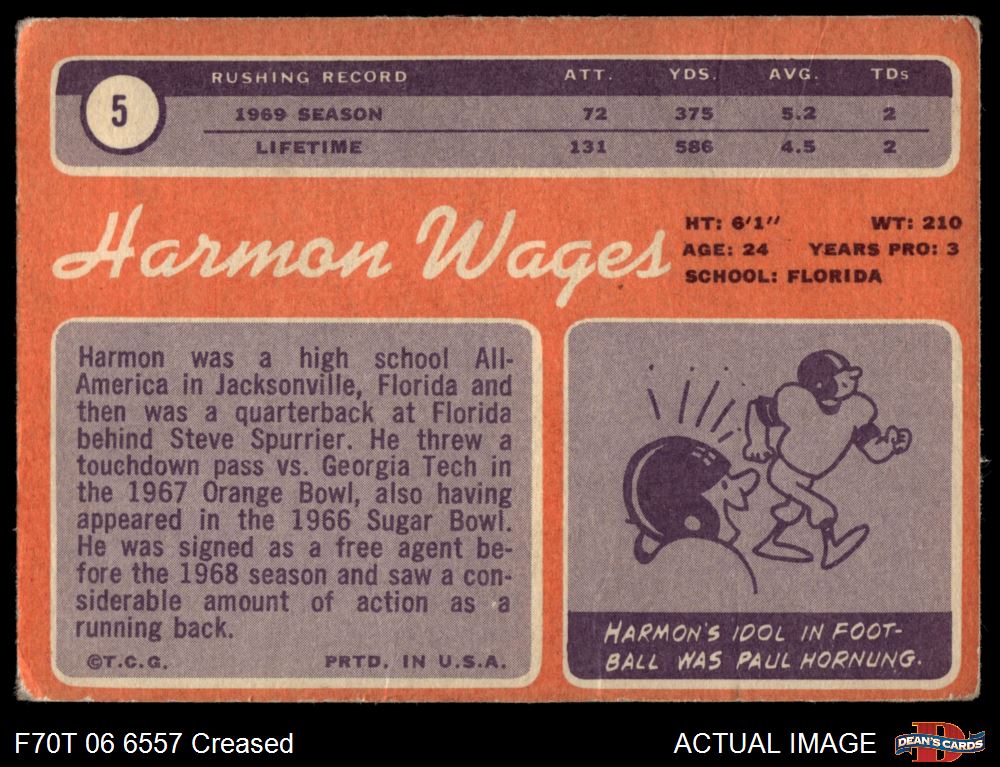 5
RUSHING RECORD ATT. YDS. AVG. TDs
1969 SEASON 72 375 5.2 2
LIFETIME 131 586 4.5 2
Harmon Wages
HT: 6'1" WT: 210
AGE: 24 YEARS PRO: 3
SCHOOL: FLORIDA
Harmon was a high school All-
America in Jacksonville, Florida and
then was a quarterback at Florida
behind Steve Spurrier. He threw a
touchdown pass vs. Georgia Tech in
the 1967 Orange Bowl, also having
appeared in the 1966 Sugar Bowl.
He was signed as a free agent be-
fore the 1968 season and saw a con-
siderable amount of action as a
running back.
©T.C.G. PRTD. IN U.S.A.
HARMON'S IDOL IN FOOT-
BALL WAS PAUL HORNUNG.
F70T 06 6557 Creased
ACTUAL IMAGE
D
DEAN'S CARDS